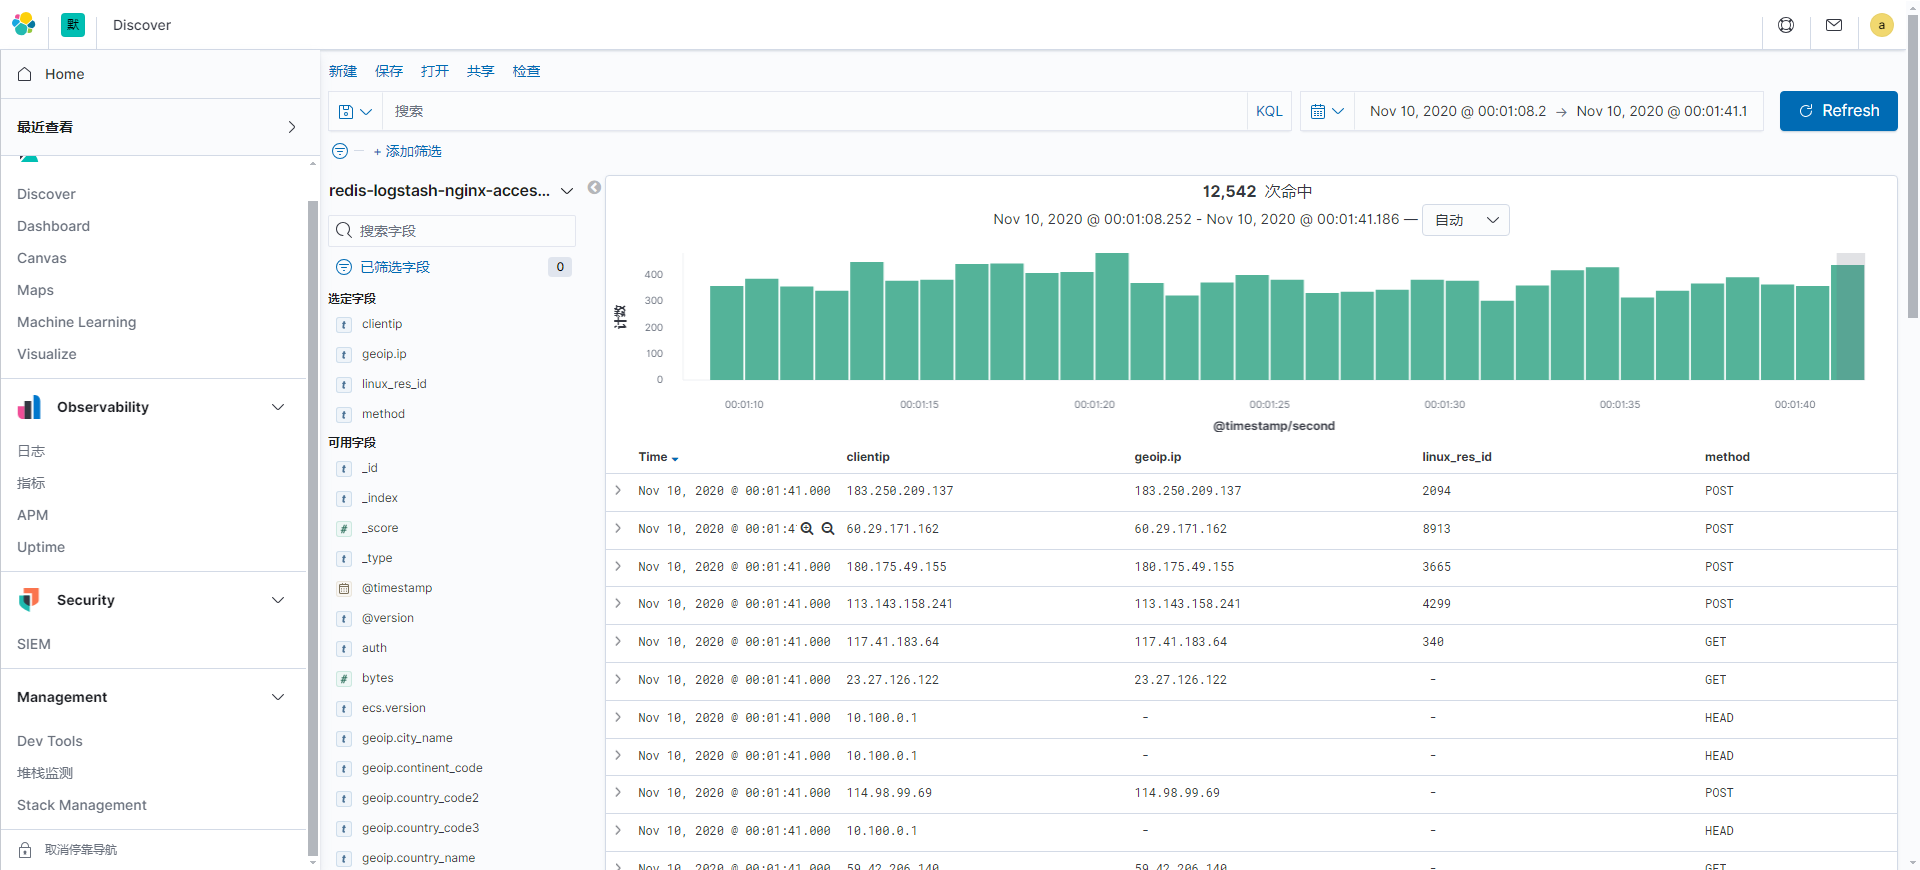 默
Discover
a
Home
最近查看
Discover
Dashboard
Canvas
Maps
Machine Learning
Visualize
Observability
日志
指标
APM
Uptime
Security
SIEM
Management
Dev Tools
堆栈监测
Stack Management
取消停靠导航
新建 保存 打开 共享 检查
搜索 KQL
Nov 10, 2020 @ 00:01:08.2 → Nov 10, 2020 @ 00:01:41.1
Refresh
+ 添加筛选
redis-logstash-nginx-acces...
搜索字段
已筛选字段 0
选定字段
t clientip
t geoip.ip
t linux_res_id
t method
可用字段
t _id
t _index
# _score
t _type
@timestamp
t @version
t auth
# bytes
t ecs.version
t geoip.city_name
t geoip.continent_code
t geoip.country_code2
t geoip.country_code3
t geoip.country_name
12,542 次命中
Nov 10, 2020 @ 00:01:08.252 - Nov 10, 2020 @ 00:01:41.186 — 自动
计数
400
300
200
100
0
00:01:10 00:01:15 00:01:20 00:01:25 00:01:30 00:01:35 00:01:40
@timestamp/second
Time clientip geoip.ip linux_res_id method
Nov 10, 2020 @ 00:01:41.000 183.250.209.137 183.250.209.137 2094 POST
Nov 10, 2020 @ 00:01:4 60.29.171.162 60.29.171.162 8913 POST
Nov 10, 2020 @ 00:01:41.000 180.175.49.155 180.175.49.155 3665 POST
Nov 10, 2020 @ 00:01:41.000 113.143.158.241 113.143.158.241 4299 POST
Nov 10, 2020 @ 00:01:41.000 117.41.183.64 117.41.183.64 340 GET
Nov 10, 2020 @ 00:01:41.000 23.27.126.122 23.27.126.122 - GET
Nov 10, 2020 @ 00:01:41.000 10.100.0.1 - - HEAD
Nov 10, 2020 @ 00:01:41.000 10.100.0.1 - - HEAD
Nov 10, 2020 @ 00:01:41.000 114.98.99.69 114.98.99.69 - POST
Nov 10, 2020 @ 00:01:41.000 10.100.0.1 - - HEAD
Nov 10, 2020 @ 00:01:41.000 59.42.206.140 59.42.206.140 - GET